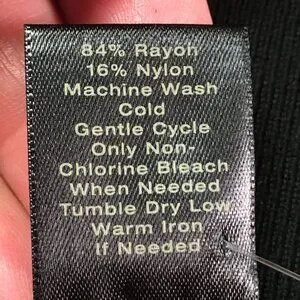 84% Rayon
16% Nylon
Machine Wash
Cold
Gentle Cycle
Only Non-
Chlorine Bleach
When Needed
Tumble Dry Low
Warm Iron
If Needed